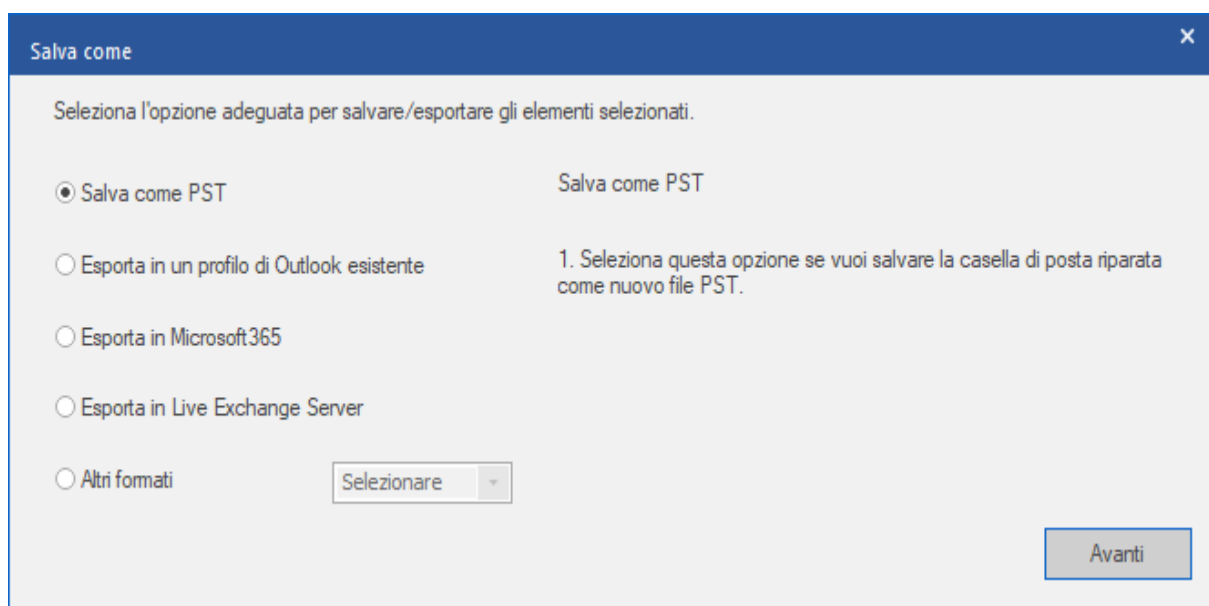 Salva come
Seleziona l'opzione adeguata per salvare/esportare gli elementi selezionati.
Salva come PST
Esporta in un profilo di Outlook esistente
Esporta in Microsoft365
Esporta in Live Exchange Server
Altri formati
Selezionare
Salva come PST
1. Seleziona questa opzione se vuoi salvare la casella di posta riparata
come nuovo file PST.
Avanti